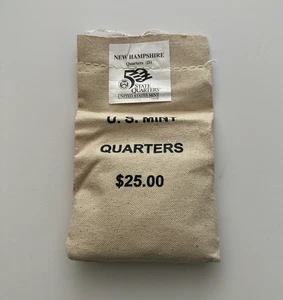 NEW HAMPSHIRE
Quarters (D)
50
STATE
QUARTERS
UNITED STATES MINT
U. S. MINT
QUARTERS
$25.00